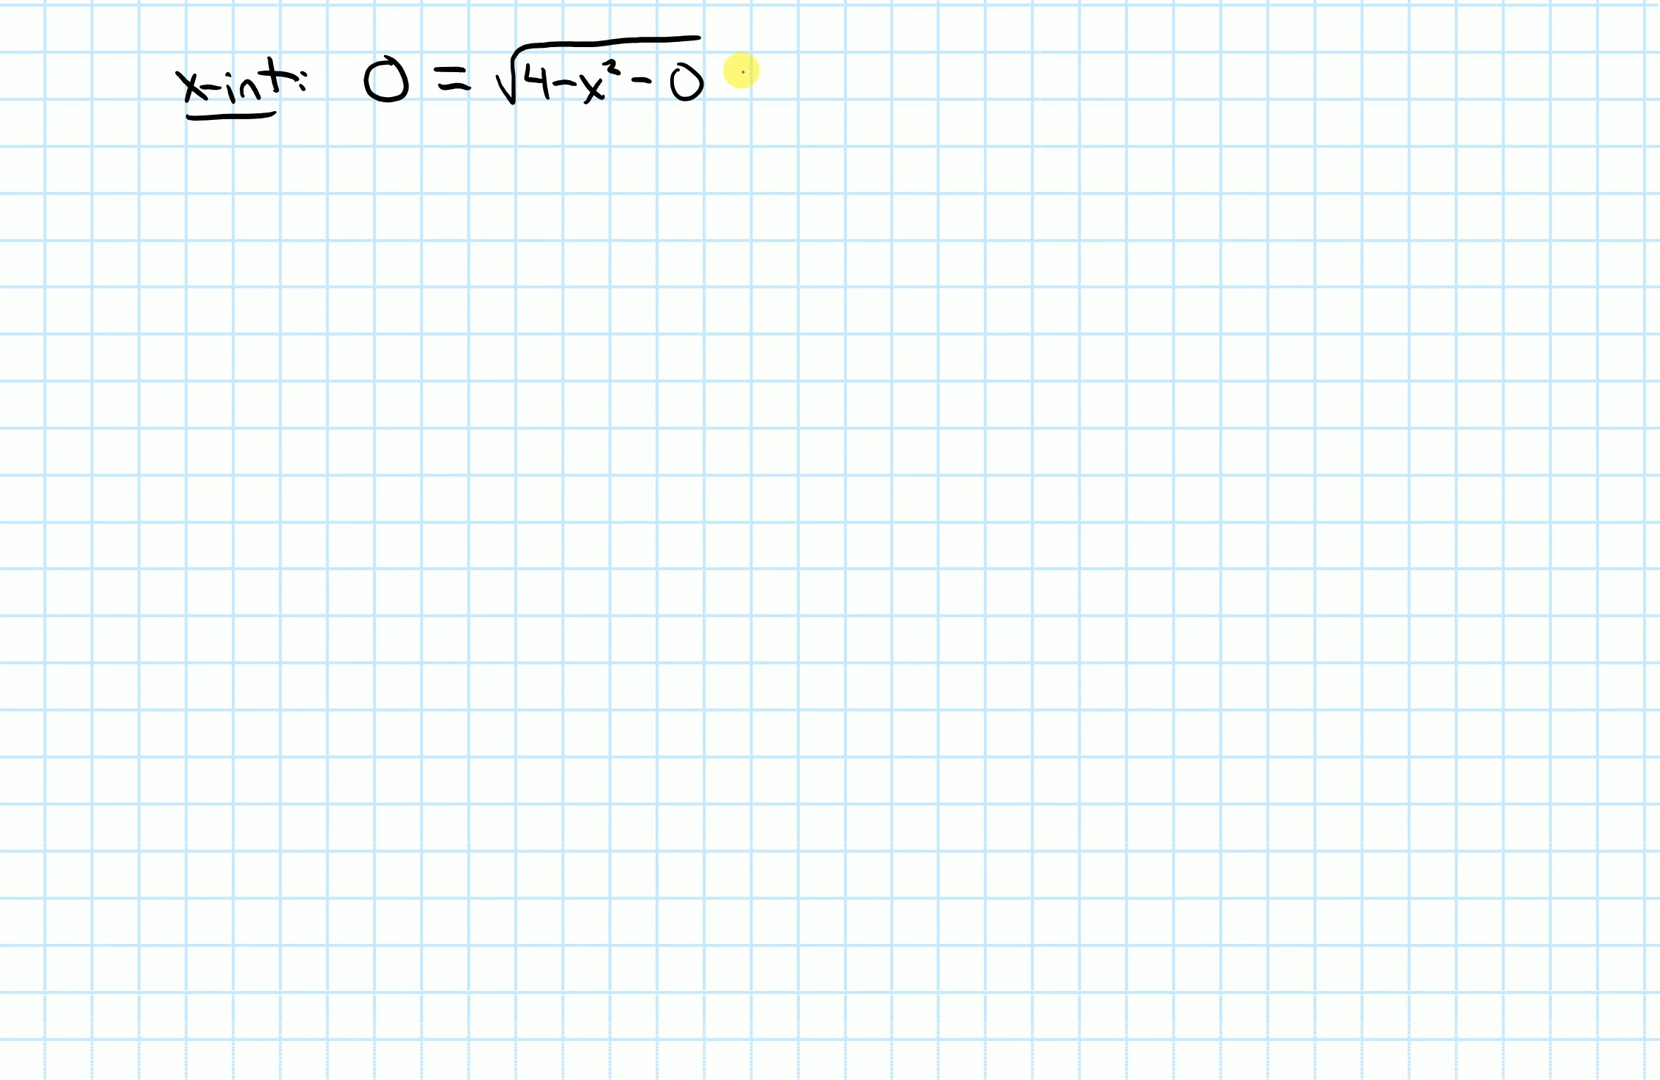 x-int: 0 = √(4-x² - 0)